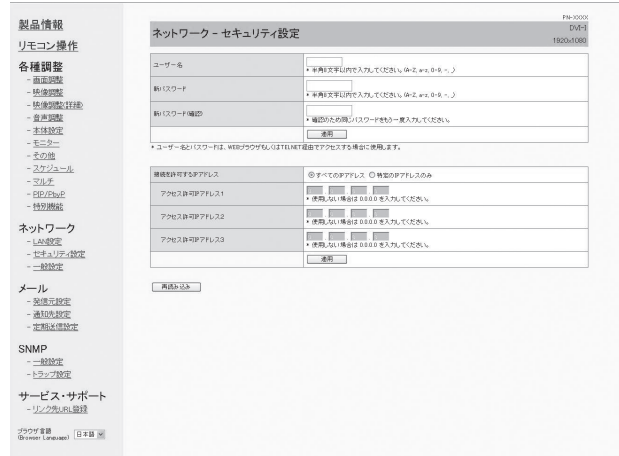 製品情報
リモコン操作
各種調整
- 画面調整
- 映像調整
- 映像調整(詳細)
- 音声調整
- 本体設定
- モニター
- その他
- スケジュール
- マルチ
- PIP/PbyP
- 特別機能
ネットワーク
- LAN設定
- セキュリティ設定
- 一般設定
メール
- 発信元設定
- 通知先設定
- 定期送信設定
SNMP
- 一般設定
- トラップ設定
サービス・サポート
- リンク先URL登録
ブラウザ言語
(Browser Language) 日本語
PN-XXXX
ネットワーク - セキュリティ設定
DVI-I
1920x1080
ユーザー名
* 半角8文字以内で入力してください。(A-Z, a-z, 0-9, -, _)
新パスワード
* 半角8文字以内で入力してください。(A-Z, a-z, 0-9, -, _)
新パスワード(確認)
* 確認のため同じパスワードをもう一度入力してください。
適用
* ユーザー名とパスワードは、WEBブラウザもしくはTELNET経由でアクセスする場合に使用します。
接続を許可するIPアドレス
すべてのIPアドレス 特定のIPアドレスのみ
アクセス許可IPアドレス1
* 使用しない場合は 0.0.0.0 を入力してください。
アクセス許可IPアドレス2
* 使用しない場合は 0.0.0.0 を入力してください。
アクセス許可IPアドレス3
* 使用しない場合は 0.0.0.0 を入力してください。
適用
再読み込み